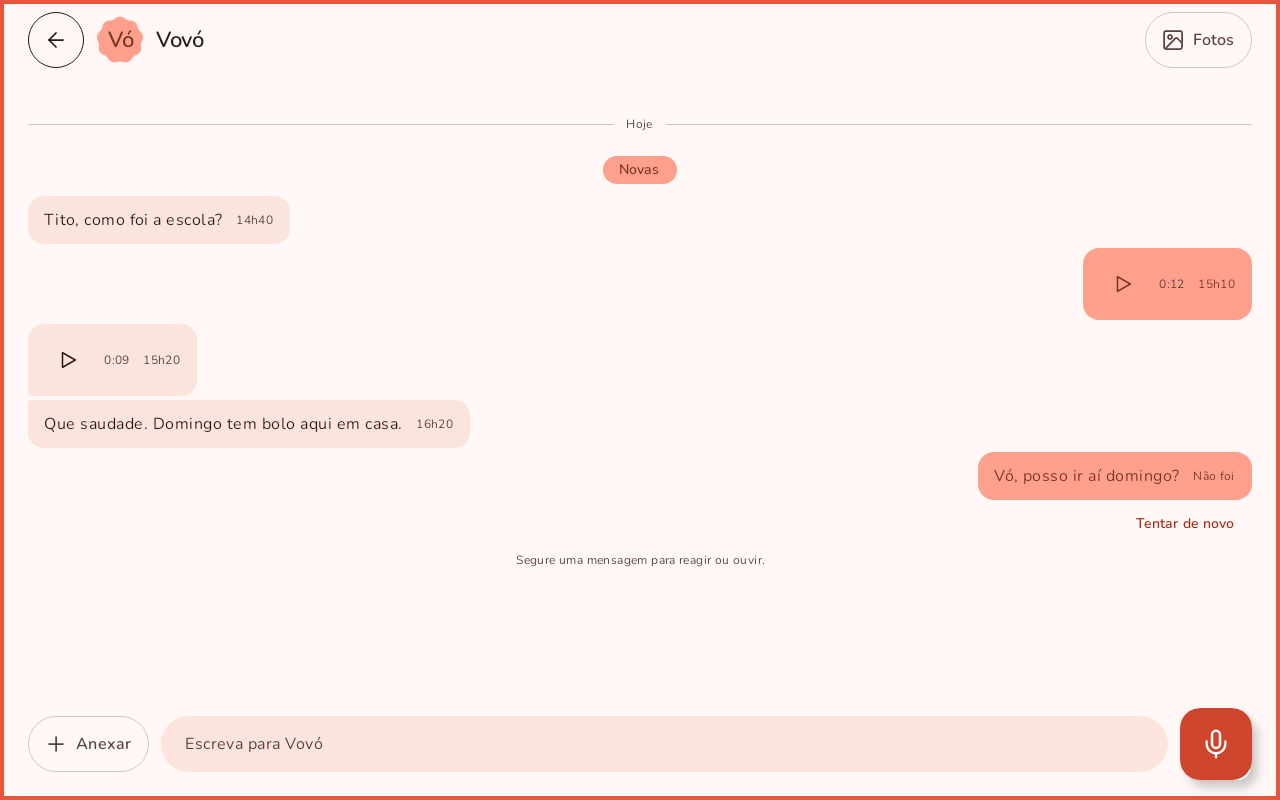 Vó Vovó
Fotos
Hoje
Novas
Tito, como foi a escola? 14h40
0:12 15h10
0:09 15h20
Que saudade. Domingo tem bolo aqui em casa. 16h20
Vó, posso ir aí domingo? Não foi
Tentar de novo
Segure uma mensagem para reagir ou ouvir.
Anexar
Escreva para Vovó